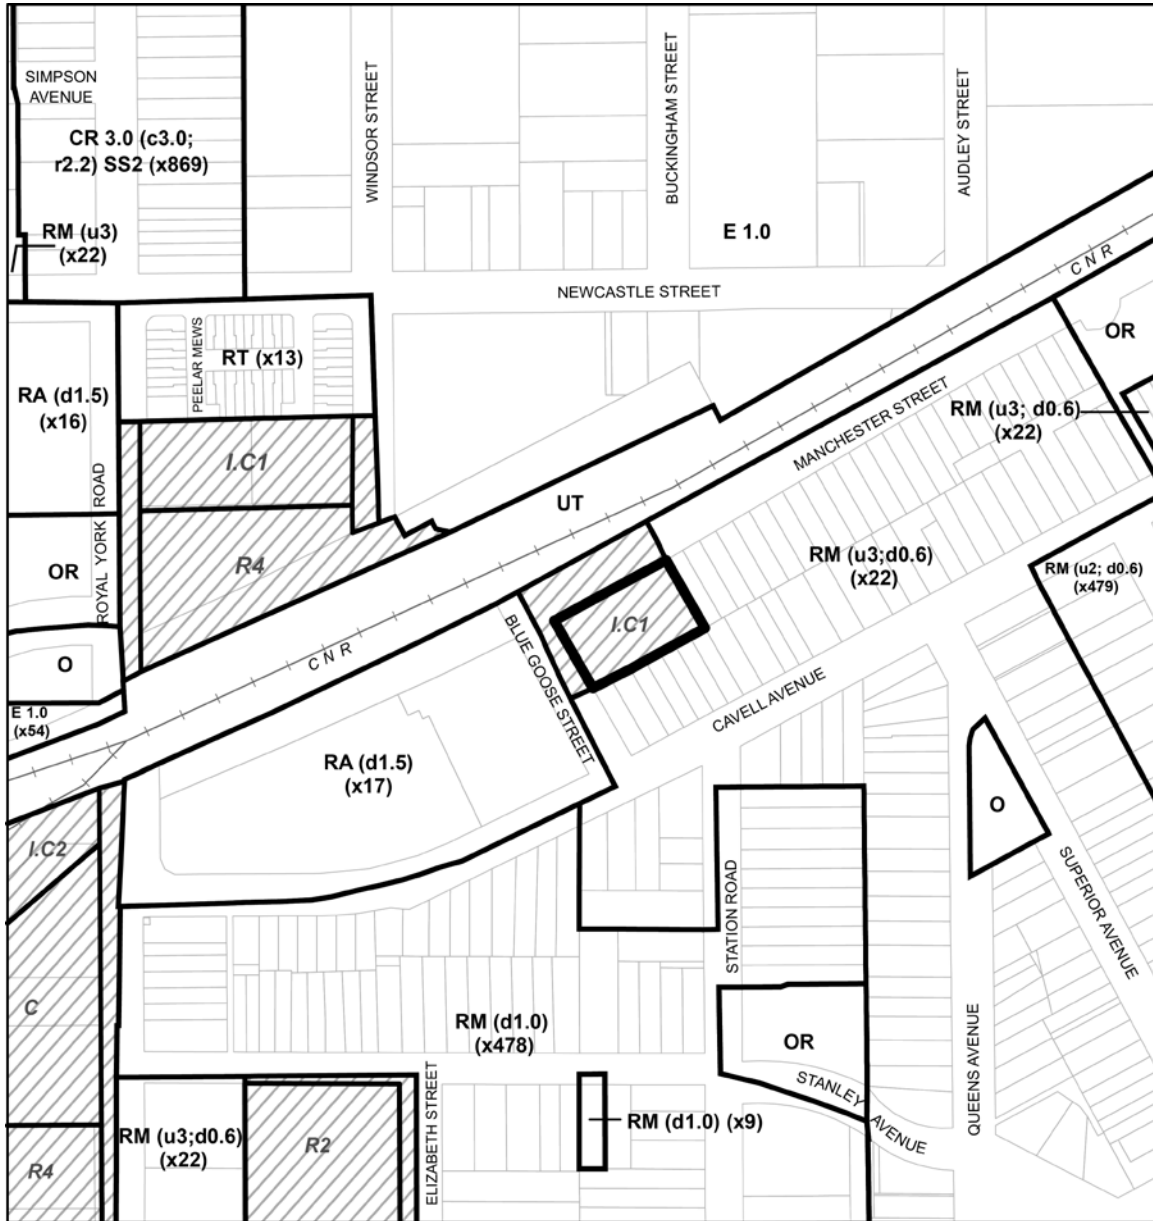 SIMPSON
AVENUE
CR 3.0 (c3.0;
r2.2) SS2 (x869)
RM (u3)
(x22)
WINDSOR STREET
BUCKINGHAM STREET
AUDLEY STREET
E 1.0
NEWCASTLE STREET
CNR
PEELAR MEWS
RT (x13)
RA (d1.5)
(x16)
ROYAL YORK ROAD
I.C1
R4
OR
O
E 1.0
(x54)
UT
CNR
MANCHESTER STREET
OR
RM (u3; d0.6)
(x22)
RM (u3;d0.6)
(x22)
RM (u2; d0.6)
(x479)
I.C1
BLUE GOOSE STREET
CAVELL AVENUE
RA (d1.5)
(x17)
O
SUPERIOR AVENUE
I.C2
C
R4
STATION ROAD
RM (d1.0)
(x478)
OR
STANLEY AVENUE
QUEENS AVENUE
ELIZABETH STREET
RM (d1.0) (x9)
RM (u3;d0.6)
(x22)
R2